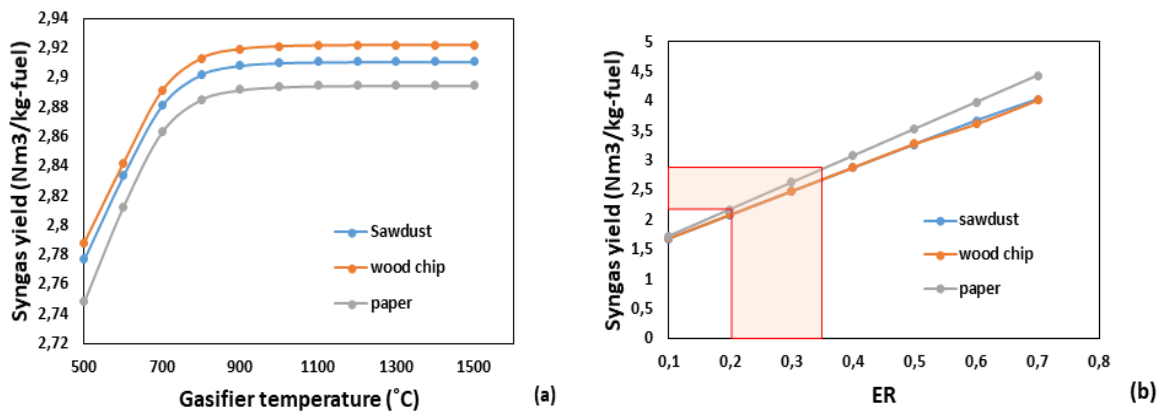 Syngas yield (Nm3/kg-fuel)
2,94
2,92
2,9
2,88
2,86
2,84
2,82
2,8
2,78
2,76
2,74
2,72
Sawdust
wood chip
paper
500 700 900 1100 1300 1500
Gasifier temperature (˚C)
(a)
Syngas yield (Nm3/kg-fuel)
5
4,5
4
3,5
3
2,5
2
1,5
1
0,5
0
sawdust
wood chip
paper
0,1 0,2 0,3 0,4 0,5 0,6 0,7 0,8
ER
(b)